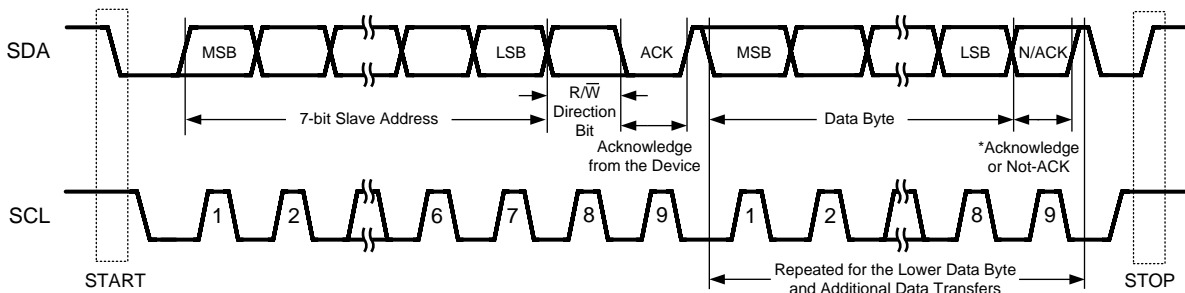 SDA
MSB
LSB
ACK
MSB
LSB
N/ACK
R/W̅
Direction
Bit
7-bit Slave Address
Acknowledge
from the Device
Data Byte
*Acknowledge
or Not-ACK
SCL
1
2
6
7
8
9
1
2
8
9
START
Repeated for the Lower Data Byte
and Additional Data Transfers
STOP